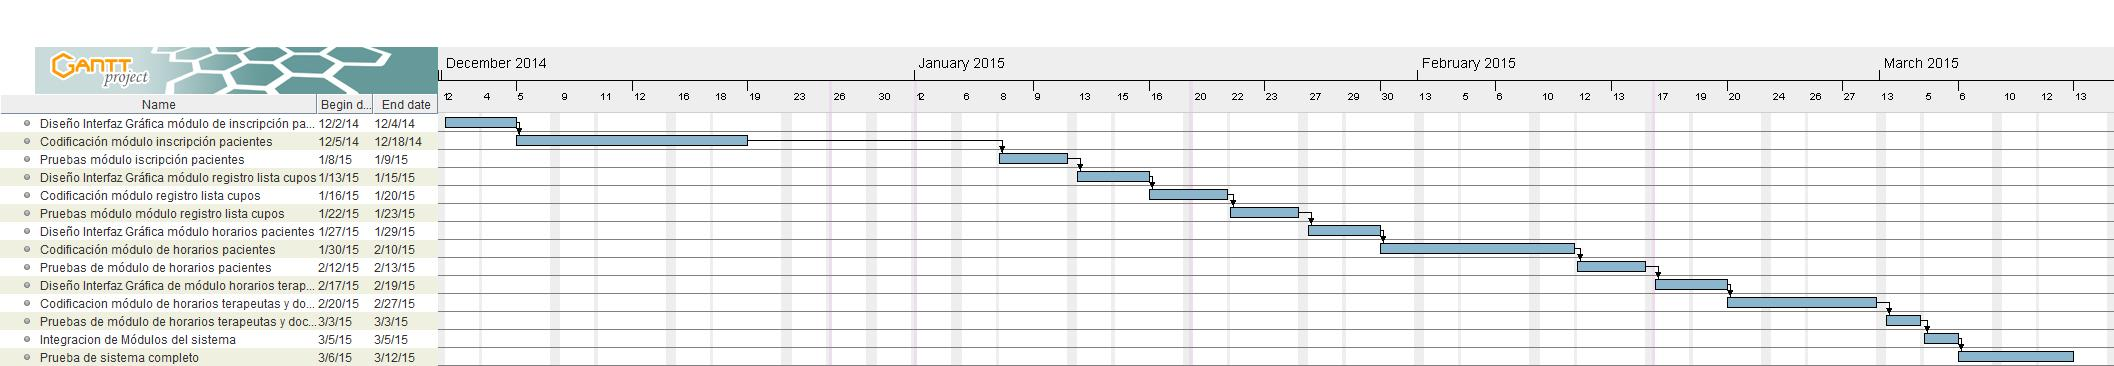 GANTT project
December 2014 January 2015 February 2015 March 2015
Name Begin d... End date
12 4 5 9 11 12 16 18 19 23 26 30 12 6 8 9 13 15 16 20 22 23 27 29 30 13 5 6 10 12 13 17 20 24 26 27 13 5 6 10 12 13
Diseño Interfaz Gráfica módulo de inscripción pa... 12/2/14 12/4/14
Codificación módulo inscripción pacientes 12/5/14 12/18/14
Pruebas módulo iscripción pacientes 1/8/15 1/9/15
Diseño Interfaz Gráfica módulo registro lista cupos 1/13/15 1/15/15
Codificación módulo registro lista cupos 1/16/15 1/20/15
Pruebas módulo módulo registro lista cupos 1/22/15 1/23/15
Diseño Interfaz Gráfica módulo horarios pacientes 1/27/15 1/29/15
Codificación módulo de horarios pacientes 1/30/15 2/10/15
Pruebas de módulo de horarios pacientes 2/12/15 2/13/15
Diseño Interfaz Gráfica de módulo horarios terap... 2/17/15 2/19/15
Codificacion módulo de horarios terapeutas y do... 2/20/15 2/27/15
Pruebas de módulo de horarios terapeutas y doc... 3/3/15 3/3/15
Integracion de Módulos del sistema 3/5/15 3/5/15
Prueba de sistema completo 3/6/15 3/12/15